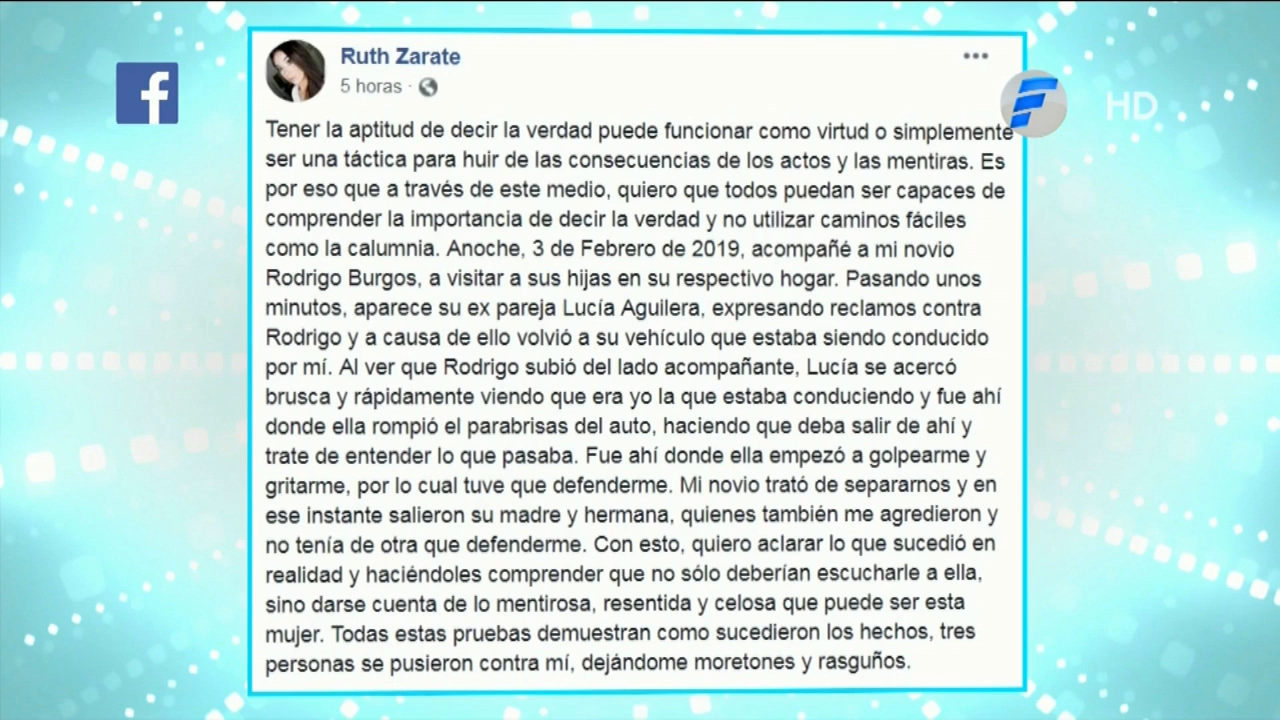 Ruth Zarate
5 horas ·
HD
Tener la aptitud de decir la verdad puede funcionar como virtud o simplemente
ser una táctica para huir de las consecuencias de los actos y las mentiras. Es
por eso que a través de este medio, quiero que todos puedan ser capaces de
comprender la importancia de decir la verdad y no utilizar caminos fáciles
como la calumnia. Anoche, 3 de Febrero de 2019, acompañé a mi novio
Rodrigo Burgos, a visitar a sus hijas en su respectivo hogar. Pasando unos
minutos, aparece su ex pareja Lucía Aguilera, expresando reclamos contra
Rodrigo y a causa de ello volvió a su vehículo que estaba siendo conducido
por mí. Al ver que Rodrigo subió del lado acompañante, Lucía se acercó
brusca y rápidamente viendo que era yo la que estaba conduciendo y fue ahí
donde ella rompió el parabrisas del auto, haciendo que deba salir de ahí y
trate de entender lo que pasaba. Fue ahí donde ella empezó a golpearme y
gritarme, por lo cual tuve que defenderme. Mi novio trató de separarnos y en
ese instante salieron su madre y hermana, quienes también me agredieron y
no tenía de otra que defenderme. Con esto, quiero aclarar lo que sucedió en
realidad y haciéndoles comprender que no sólo deberían escucharle a ella,
sino darse cuenta de lo mentirosa, resentida y celosa que puede ser esta
mujer. Todas estas pruebas demuestran como sucedieron los hechos, tres
personas se pusieron contra mí, dejándome moretones y rasguños.